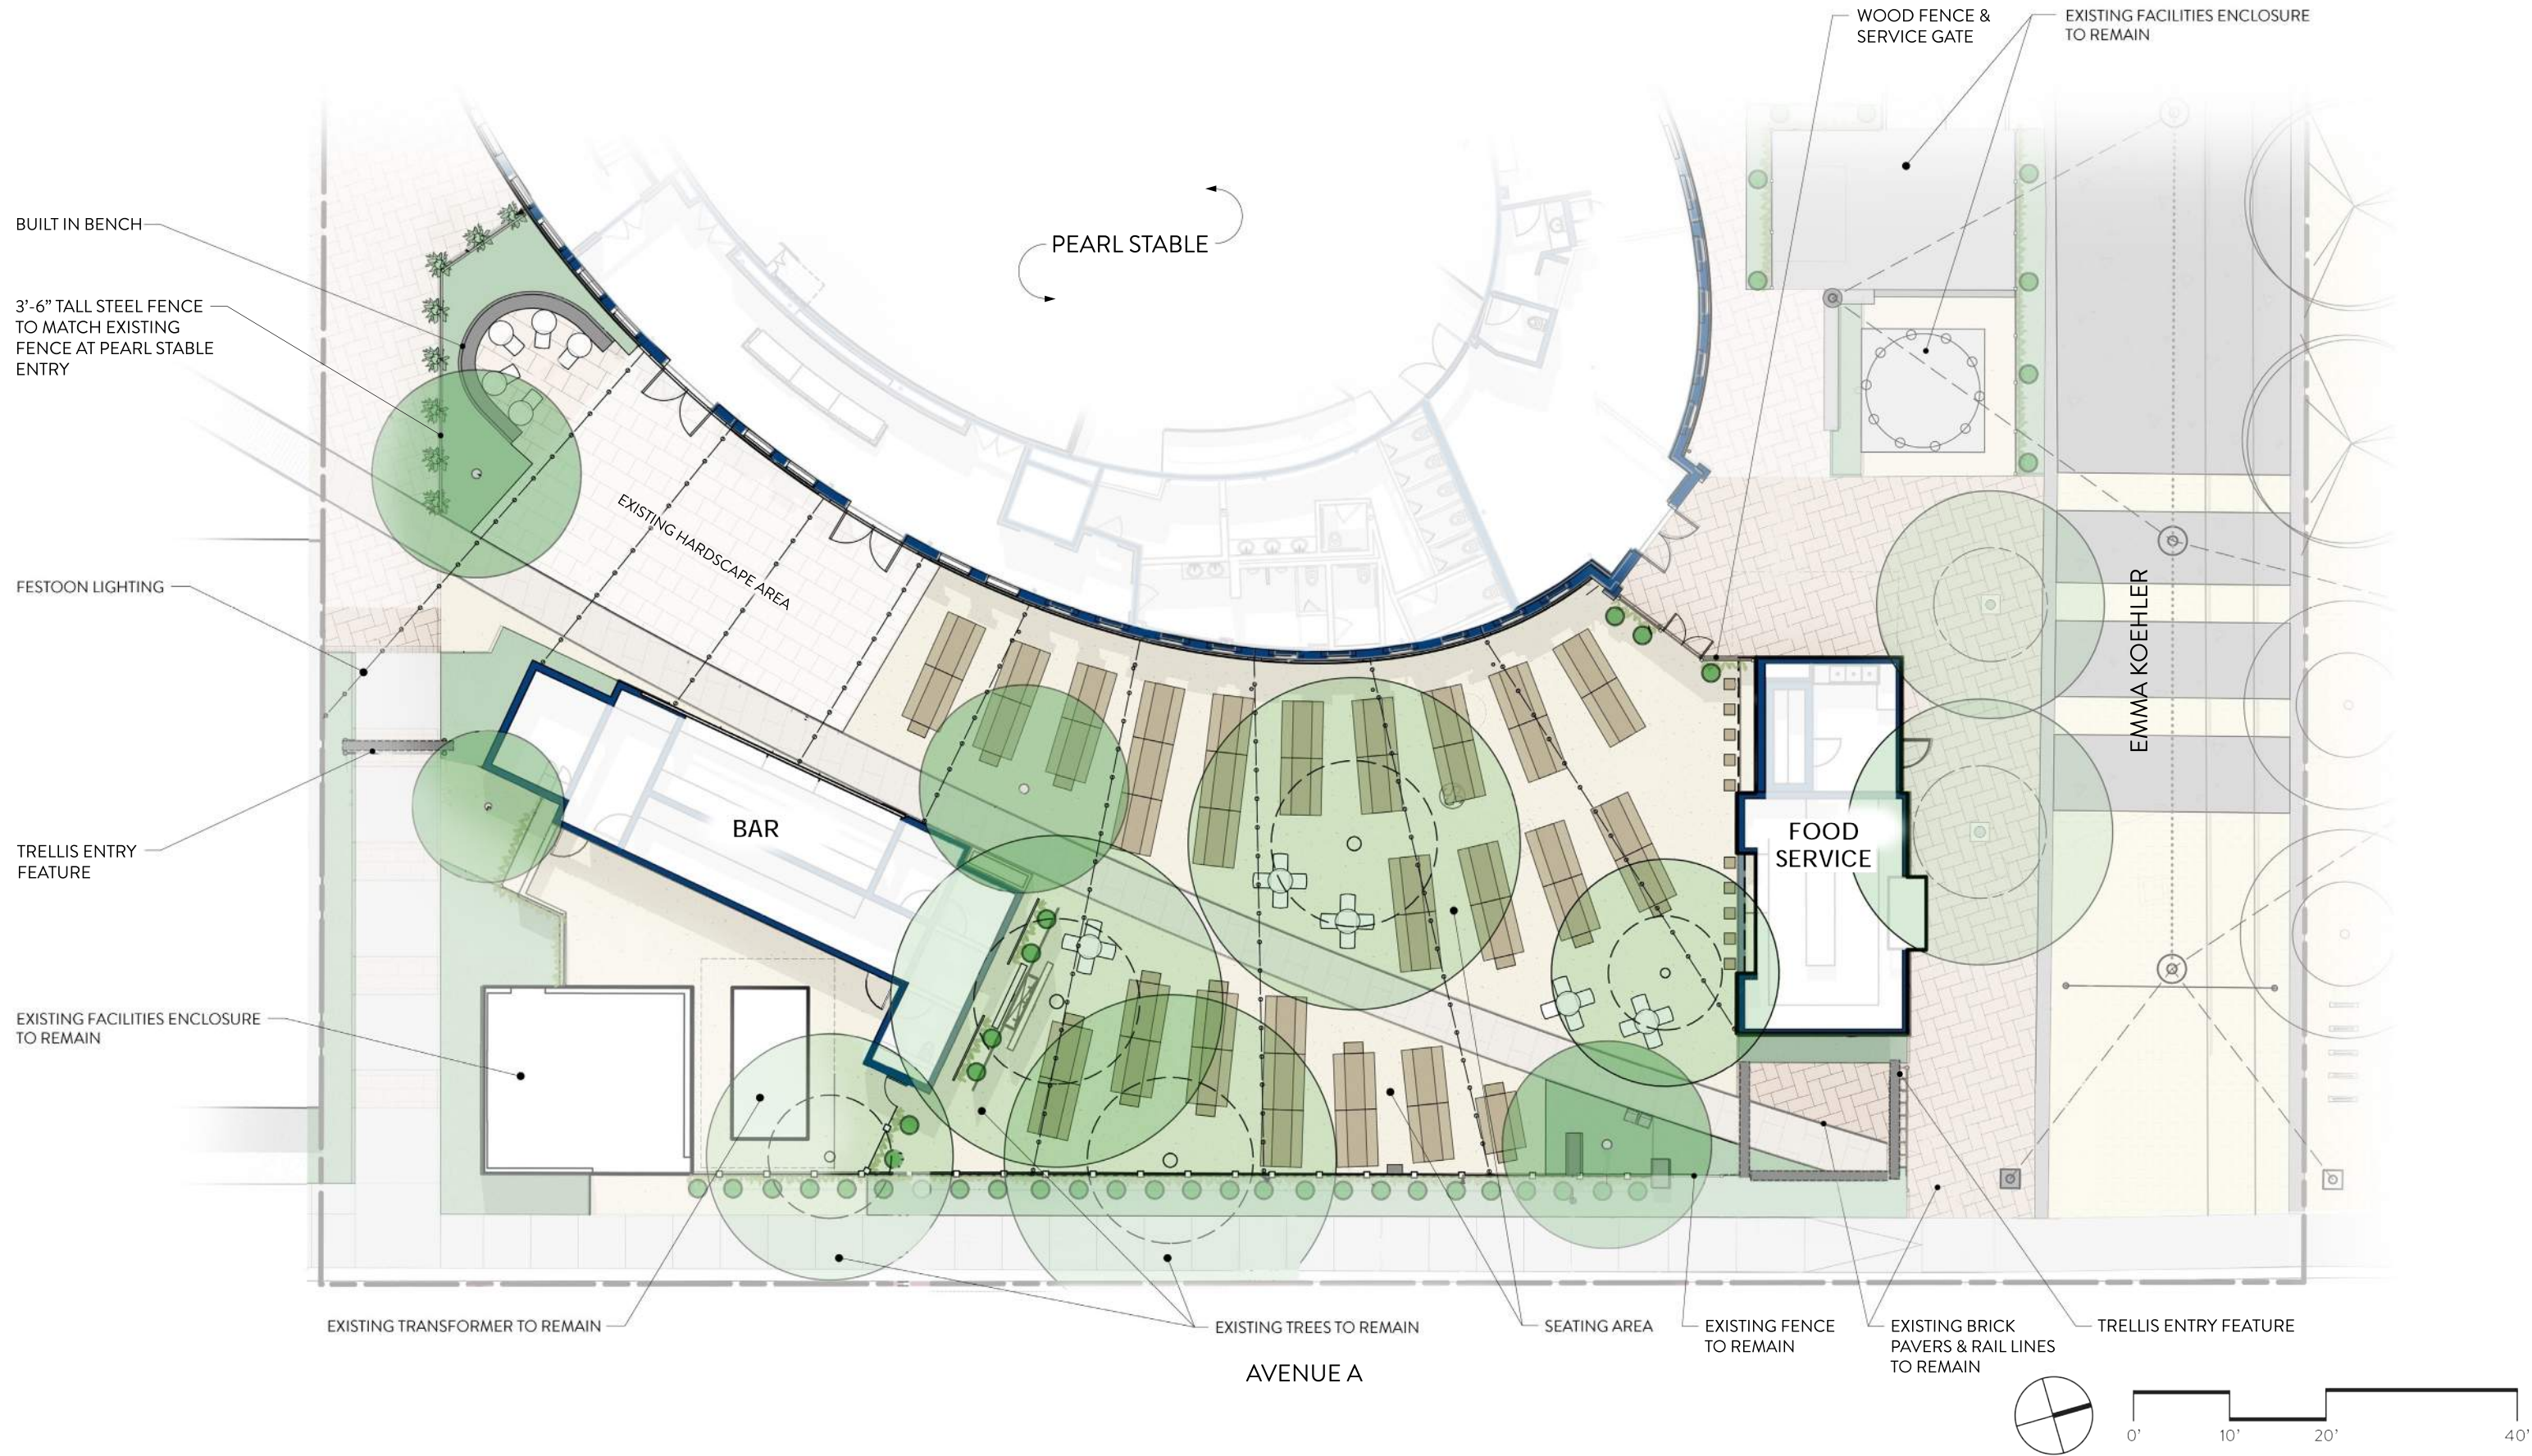 WOOD FENCE &
SERVICE GATE
EXISTING FACILITIES ENCLOSURE
TO REMAIN
BUILT IN BENCH
PEARL STABLE
3'-6” TALL STEEL FENCE
TO MATCH EXISTING
FENCE AT PEARL STABLE
ENTRY
EXISTING HARDSCAPE AREA
FESTOON LIGHTING
EMMA KOEHLER
BAR
FOOD
SERVICE
TRELLIS ENTRY
FEATURE
EXISTING FACILITIES ENCLOSURE
TO REMAIN
EXISTING TRANSFORMER TO REMAIN
EXISTING TREES TO REMAIN
SEATING AREA
EXISTING FENCE
TO REMAIN
EXISTING BRICK
PAVERS & RAIL LINES
TO REMAIN
TRELLIS ENTRY FEATURE
AVENUE A
0' 10' 20' 40'